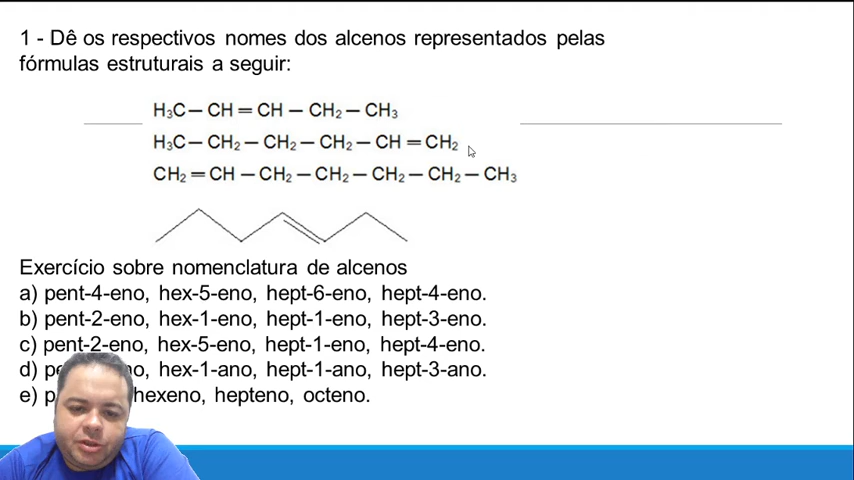 1 - Dê os respectivos nomes dos alcenos representados pelas
fórmulas estruturais a seguir:
H₃C – CH = CH – CH₂ – CH₃
H₃C – CH₂ – CH₂ – CH₂ – CH = CH₂
CH₂ = CH – CH₂ – CH₂ – CH₂ – CH₂ – CH₃
Exercício sobre nomenclatura de alcenos
a) pent-4-eno, hex-5-eno, hept-6-eno, hept-4-eno.
b) pent-2-eno, hex-1-eno, hept-1-eno, hept-3-eno.
c) pent-2-eno, hex-5-eno, hept-1-eno, hept-4-eno.
d) hex-1-ano, hept-1-ano, hept-3-ano.
e) hexeno, hepteno, octeno.